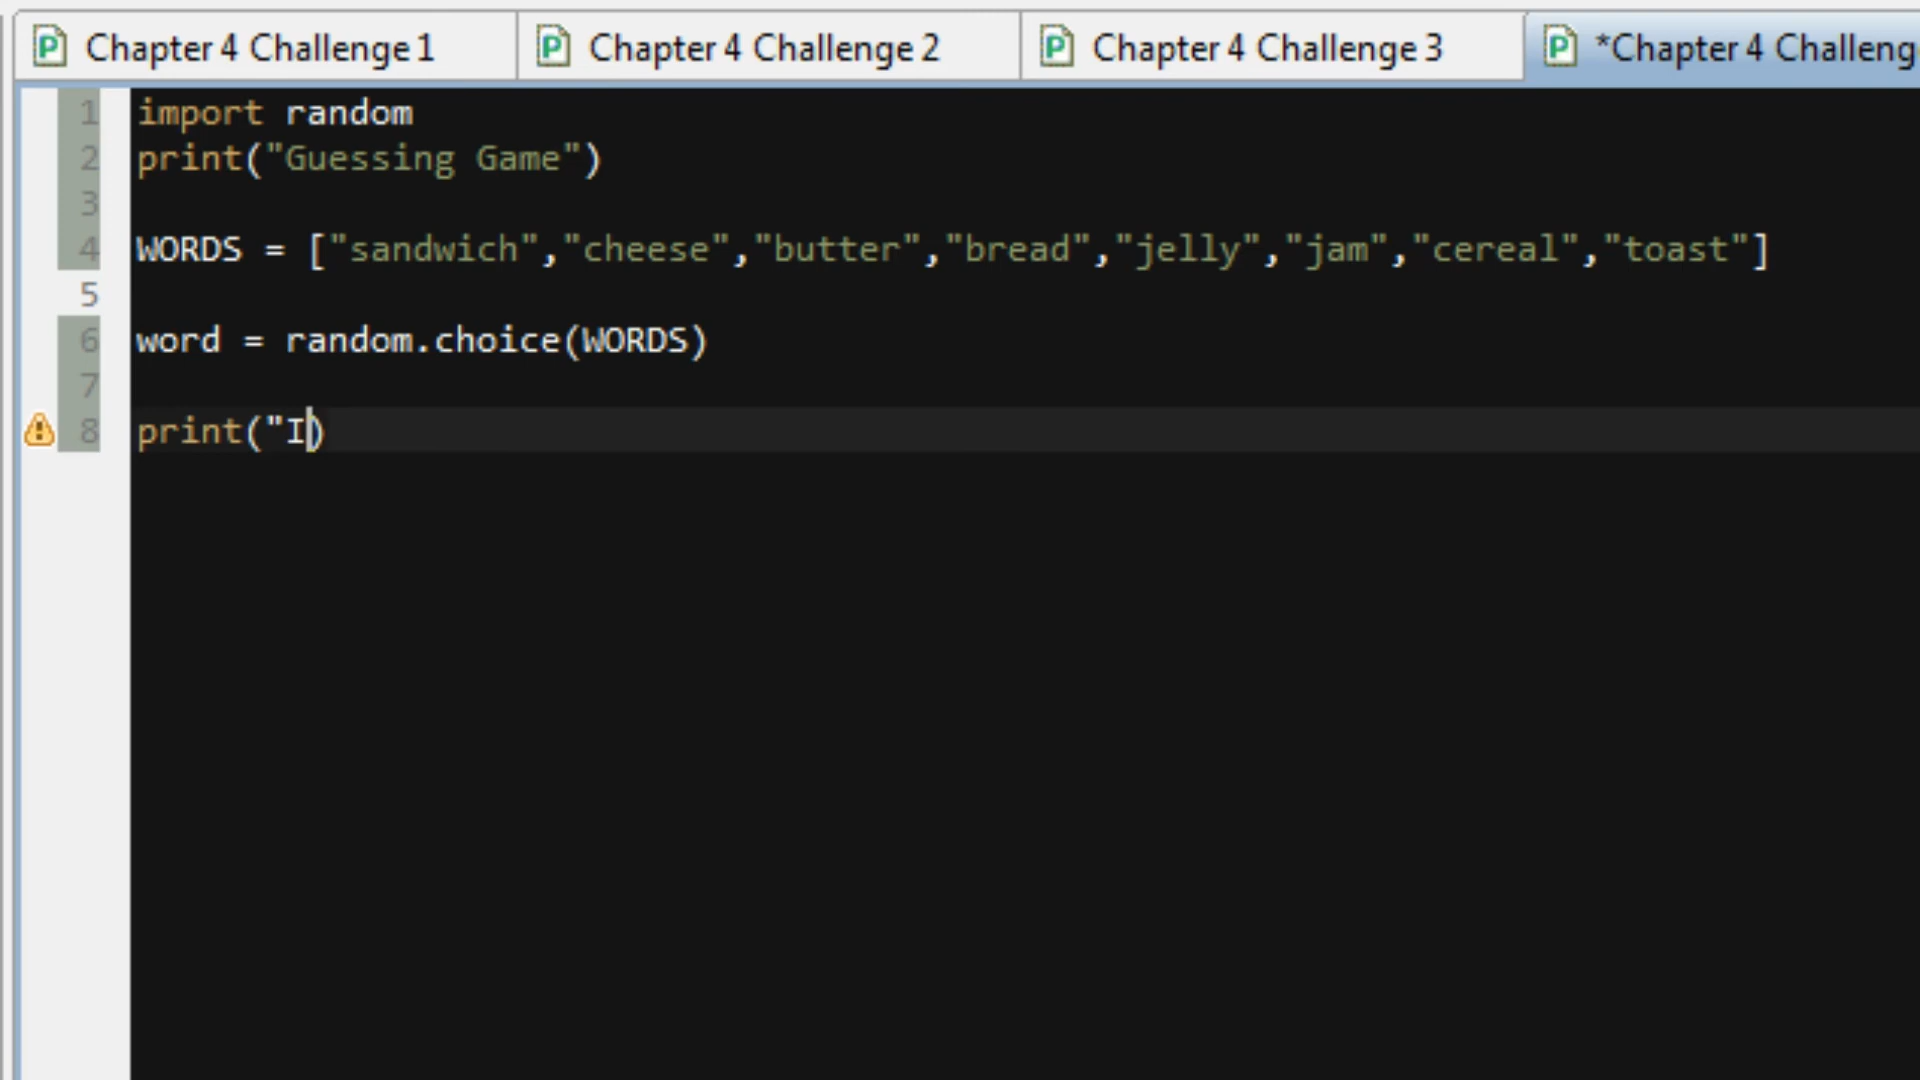 Chapter 4 Challenge 1 Chapter 4 Challenge 2 Chapter 4 Challenge 3 *Chapter 4 Challeng
1 import random
2 print("Guessing Game")
3
4 WORDS = ["sandwich","cheese","butter","bread","jelly","jam","cereal","toast"]
5
6 word = random.choice(WORDS)
7
8 print("I)